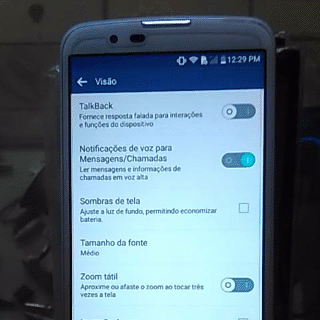 12:29 PM
Visão
TalkBack
Fornece resposta falada para interações
e funções do dispositivo
Notificações de voz para
Mensagens/Chamadas
Ler mensagens e informações de
chamadas em voz alta
Sombras de tela
Ajuste a luz de fundo, permitindo economizar
bateria.
Tamanho da fonte
Médio
Zoom tátil
Aproxime ou afaste o zoom ao tocar três
vezes a tela